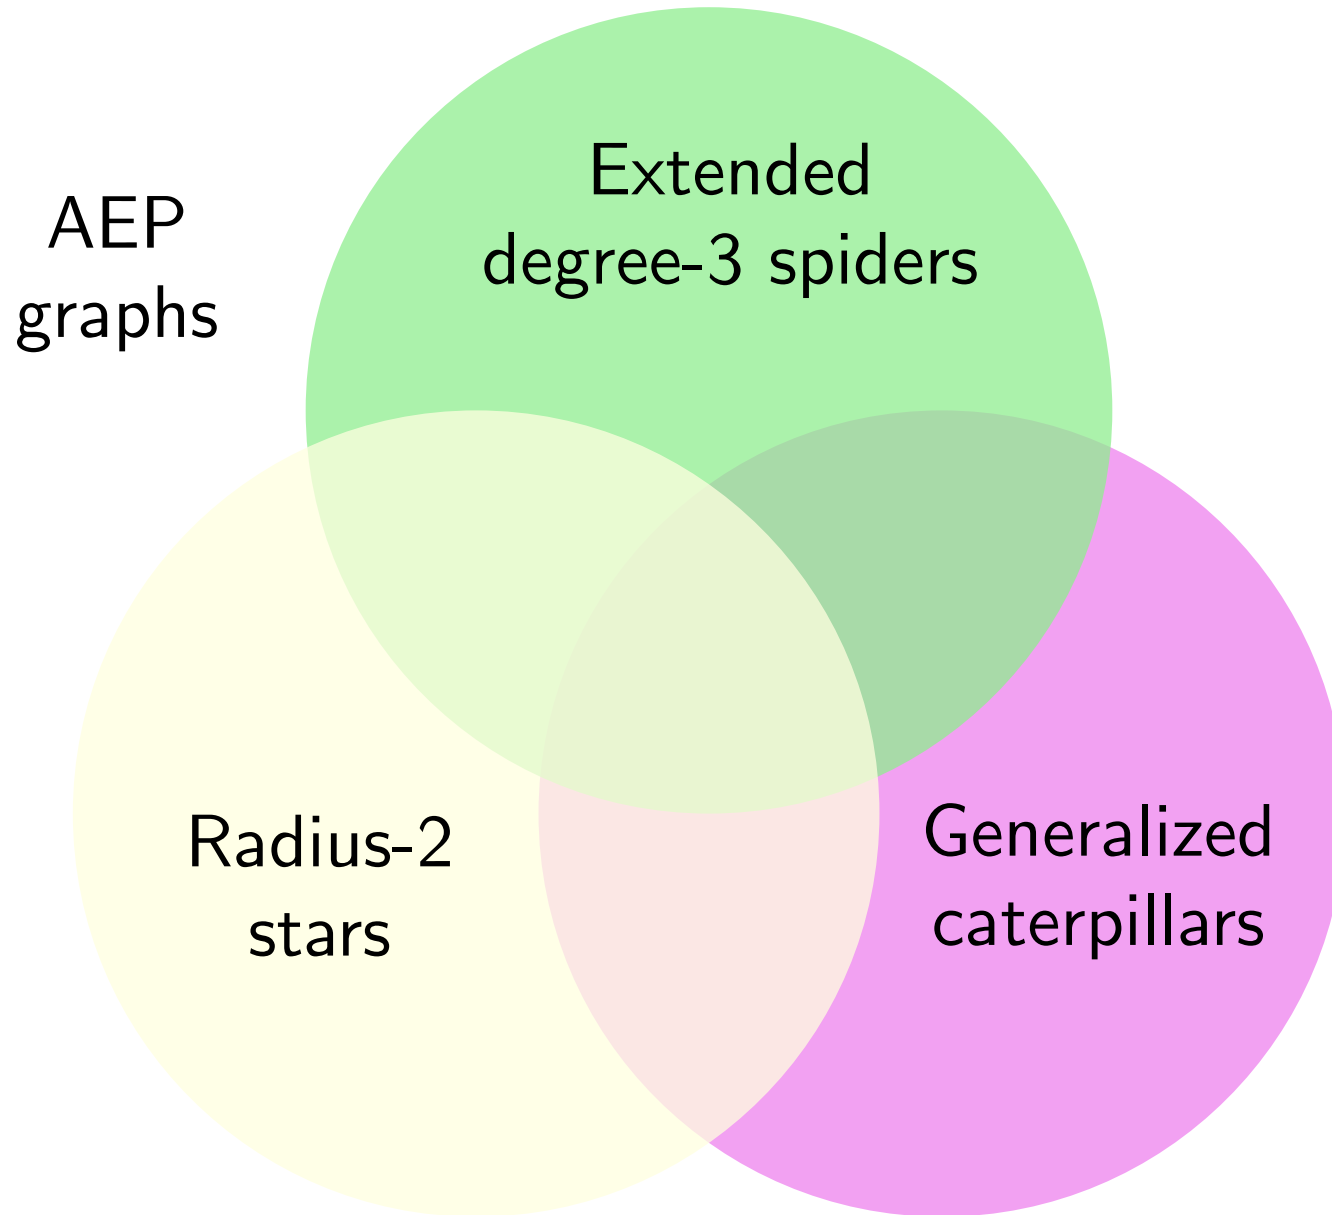 AEP
graphs
Extended
degree-3 spiders
Radius-2
stars
Generalized
caterpillars